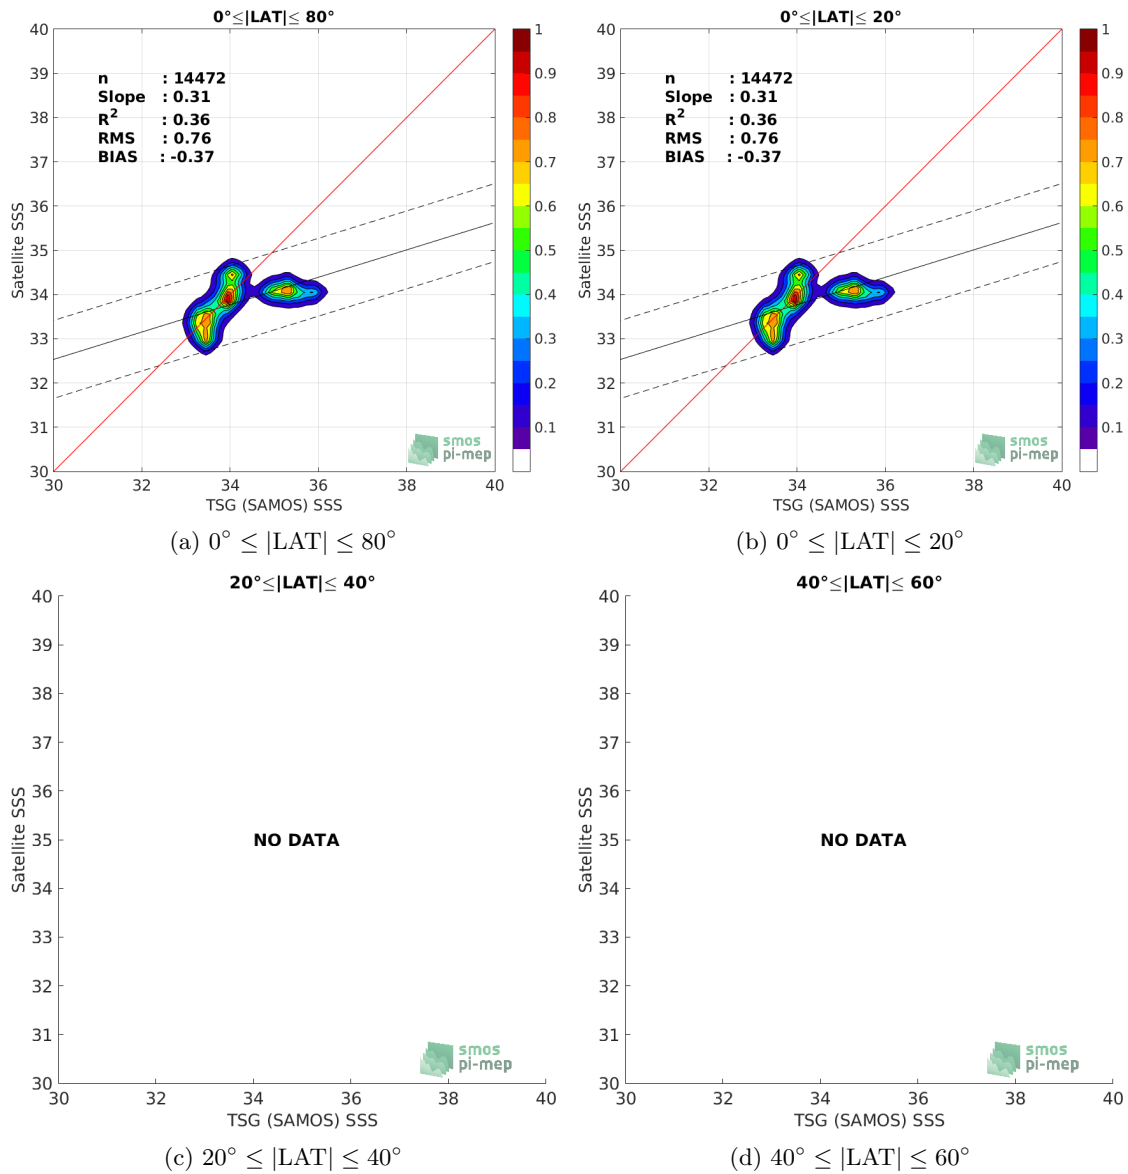 0°≤|LAT|≤ 80°
40
39
38
37
36
35
34
33
32
31
30
Satellite SSS
n : 14472
Slope : 0.31
R2 : 0.36
RMS : 0.76
BIAS : -0.37
smos
pi-mep
30 32 34 36 38 40
TSG (SAMOS) SSS
1
0.9
0.8
0.7
0.6
0.5
0.4
0.3
0.2
0.1
(a) 0° ≤ |LAT| ≤ 80°
0°≤|LAT|≤ 20°
40
39
38
37
36
35
34
33
32
31
30
Satellite SSS
n : 14472
Slope : 0.31
R2 : 0.36
RMS : 0.76
BIAS : -0.37
smos
pi-mep
30 32 34 36 38 40
TSG (SAMOS) SSS
1
0.9
0.8
0.7
0.6
0.5
0.4
0.3
0.2
0.1
(b) 0° ≤ |LAT| ≤ 20°
20°≤|LAT|≤ 40°
40
39
38
37
36
35
34
33
32
31
30
Satellite SSS
NO DATA
smos
pi-mep
30 32 34 36 38 40
TSG (SAMOS) SSS
(c) 20° ≤ |LAT| ≤ 40°
40°≤|LAT|≤ 60°
40
39
38
37
36
35
34
33
32
31
30
Satellite SSS
NO DATA
smos
pi-mep
30 32 34 36 38 40
TSG (SAMOS) SSS
(d) 40° ≤ |LAT| ≤ 60°